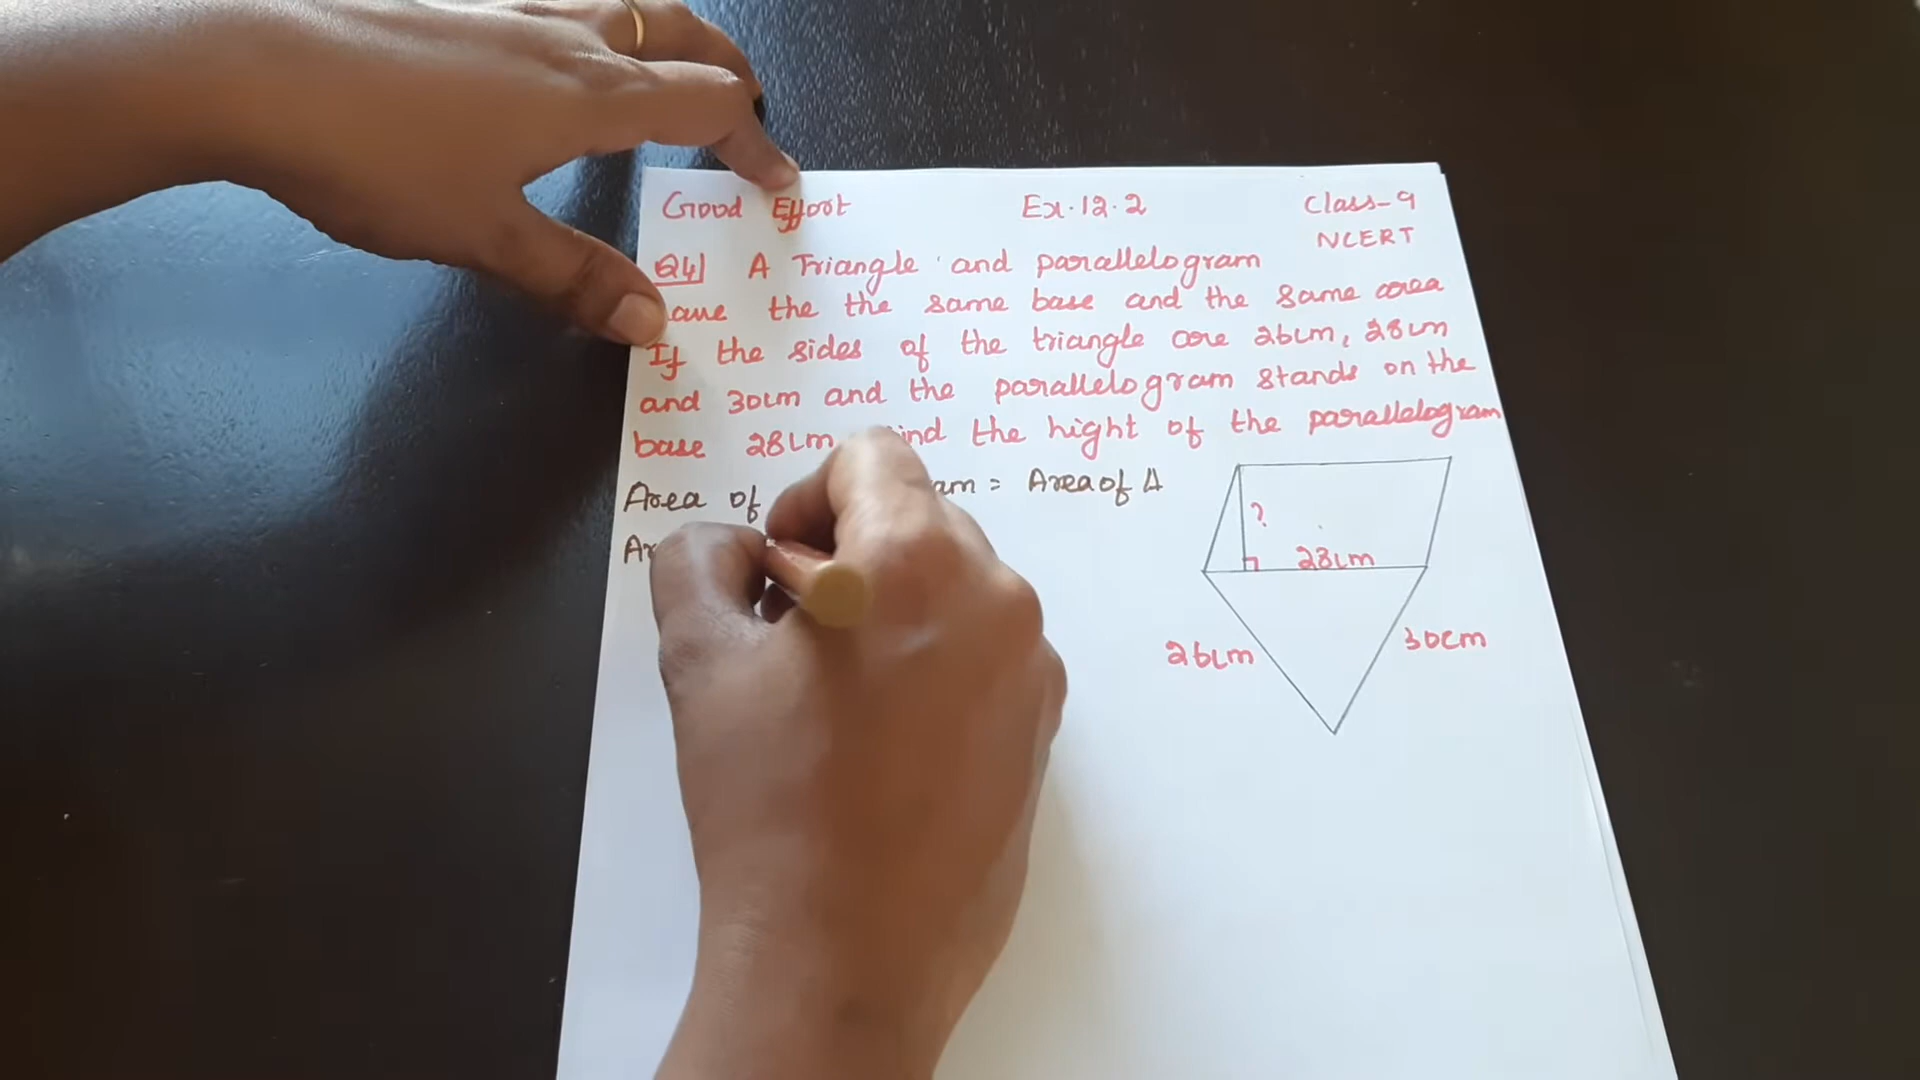 Good Effort Ex.12.2 Class-9
NCERT
Q4) A Triangle and parallelogram
have the the same base and the same area
If the sides of the triangle are 26cm, 28cm
and 30cm and the parallelogram stands on the
base 28cm find the hight of the parallelogram
Area of = Area of Δ
?
28cm
26cm
30cm